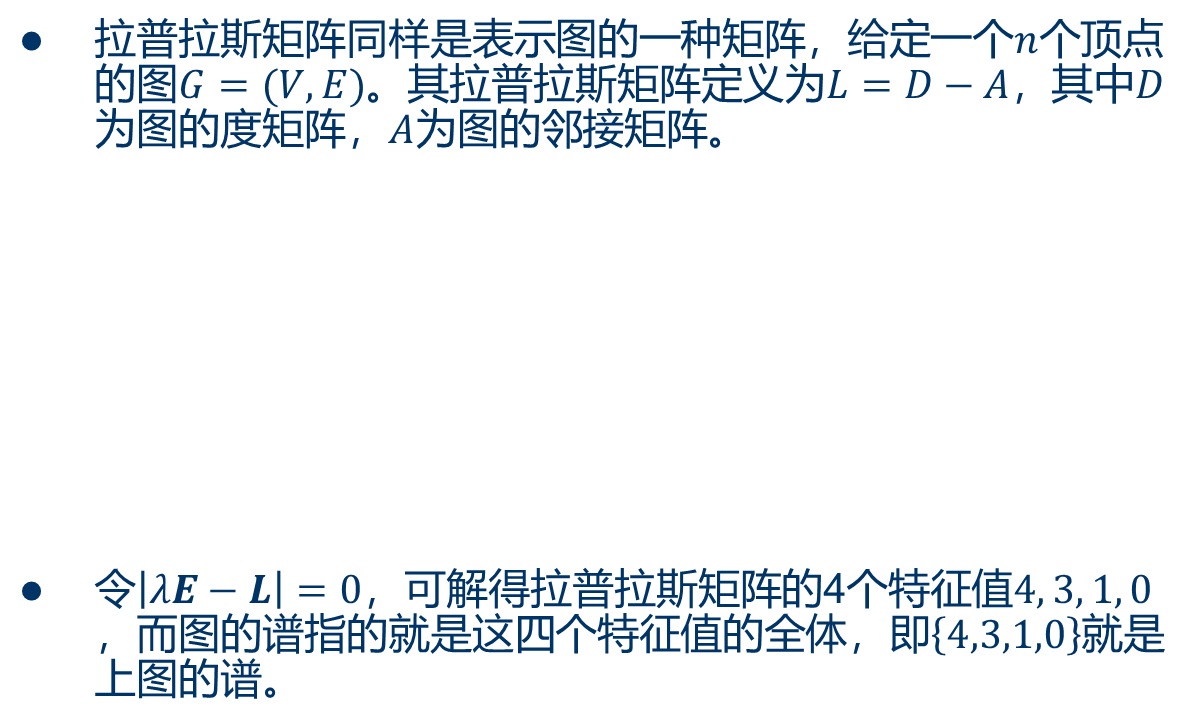 ● 拉普拉斯矩阵同样是表示图的一种矩阵，给定一个n个顶点
的图G = (V, E)。其拉普拉斯矩阵定义为L = D − A，其中D
为图的度矩阵，A为图的邻接矩阵。
● 令|λE − L| = 0，可解得拉普拉斯矩阵的4个特征值4, 3, 1, 0
，而图的谱指的就是这四个特征值的全体，即{4,3,1,0}就是
上图的谱。